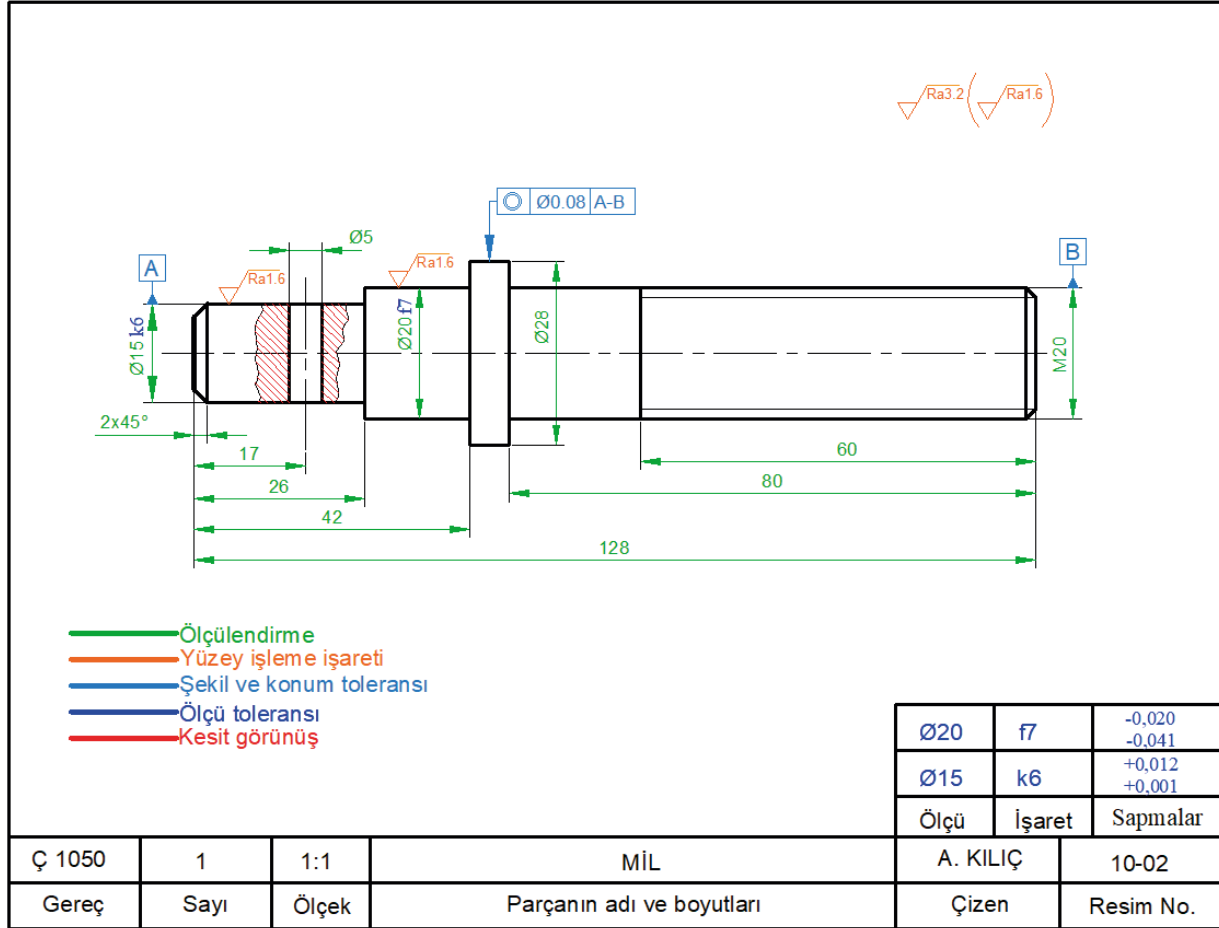 Ra3.2 ( Ra1.6 )
Ø0.08 A-B
Ø5
A
Ra1.6
Ra1.6
B
Ø15 k6
Ø20 f7
Ø28
M20
2x45°
17
60
26
80
42
128
Ölçülendirme
Yüzey işleme işareti
Şekil ve konum toleransı
Ölçü toleransı
Kesit görünüş
Ø20 f7 -0,020
-0,041
Ø15 k6 +0,012
+0,001
Ölçü İşaret Sapmalar
Ç 1050 1 1:1 MİL A. KILIÇ 10-02
Gereç Sayı Ölçek Parçanın adı ve boyutları Çizen Resim No.